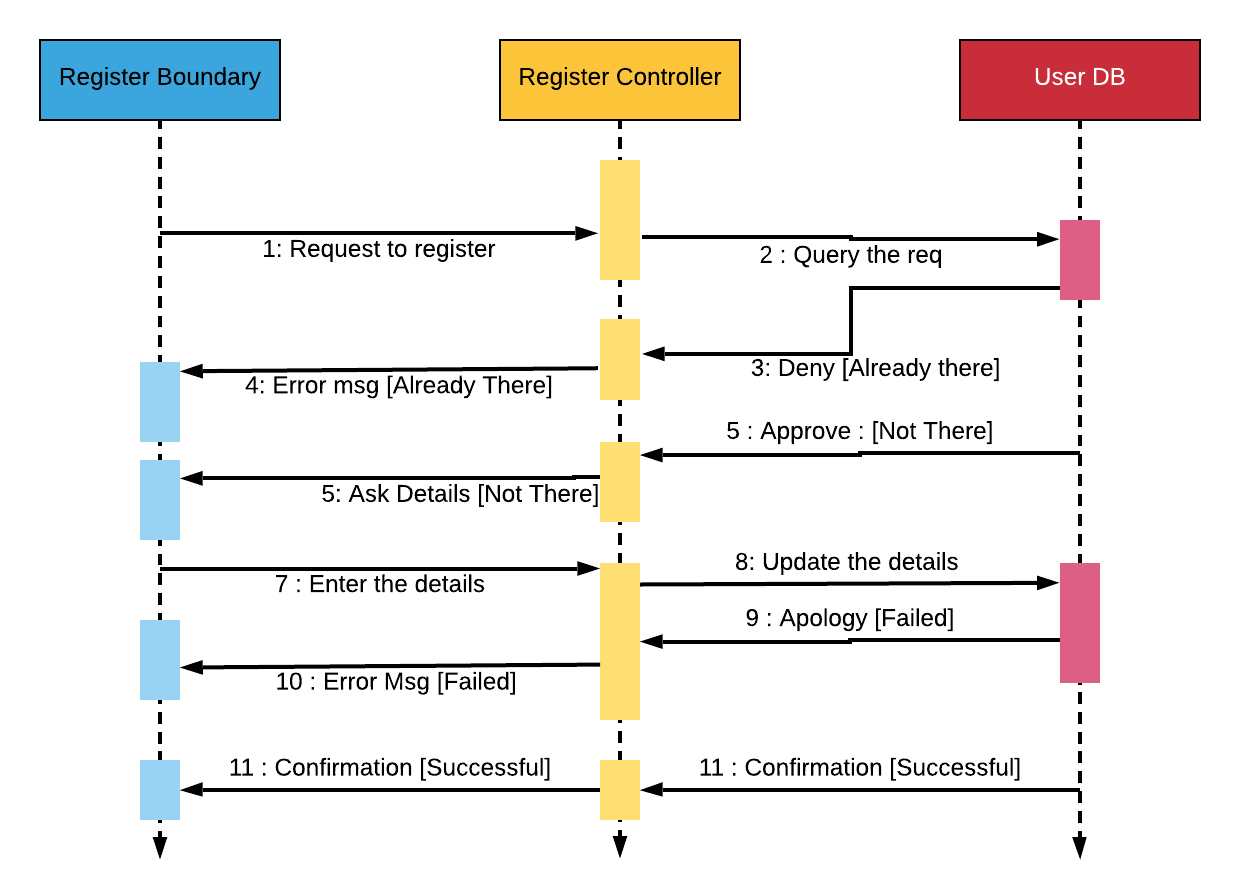 Register Boundary
Register Controller
User DB
1: Request to register
2 : Query the req
3: Deny [Already there]
4: Error msg [Already There]
5 : Approve : [Not There]
5: Ask Details [Not There]
7 : Enter the details
8: Update the details
9 : Apology [Failed]
10 : Error Msg [Failed]
11 : Confirmation [Successful]
11 : Confirmation [Successful]